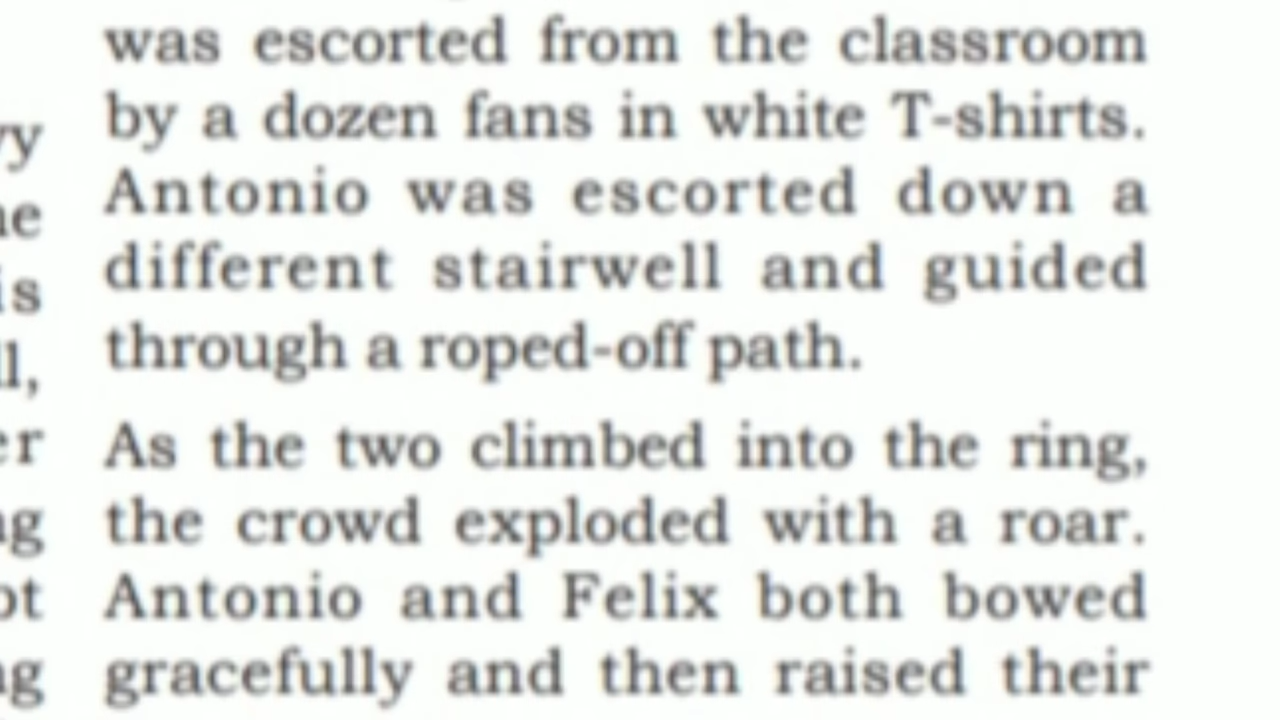 was escorted from the classroom
by a dozen fans in white T-shirts.
Antonio was escorted down a
different stairwell and guided
through a roped-off path.
As the two climbed into the ring,
the crowd exploded with a roar.
Antonio and Felix both bowed
gracefully and then raised their